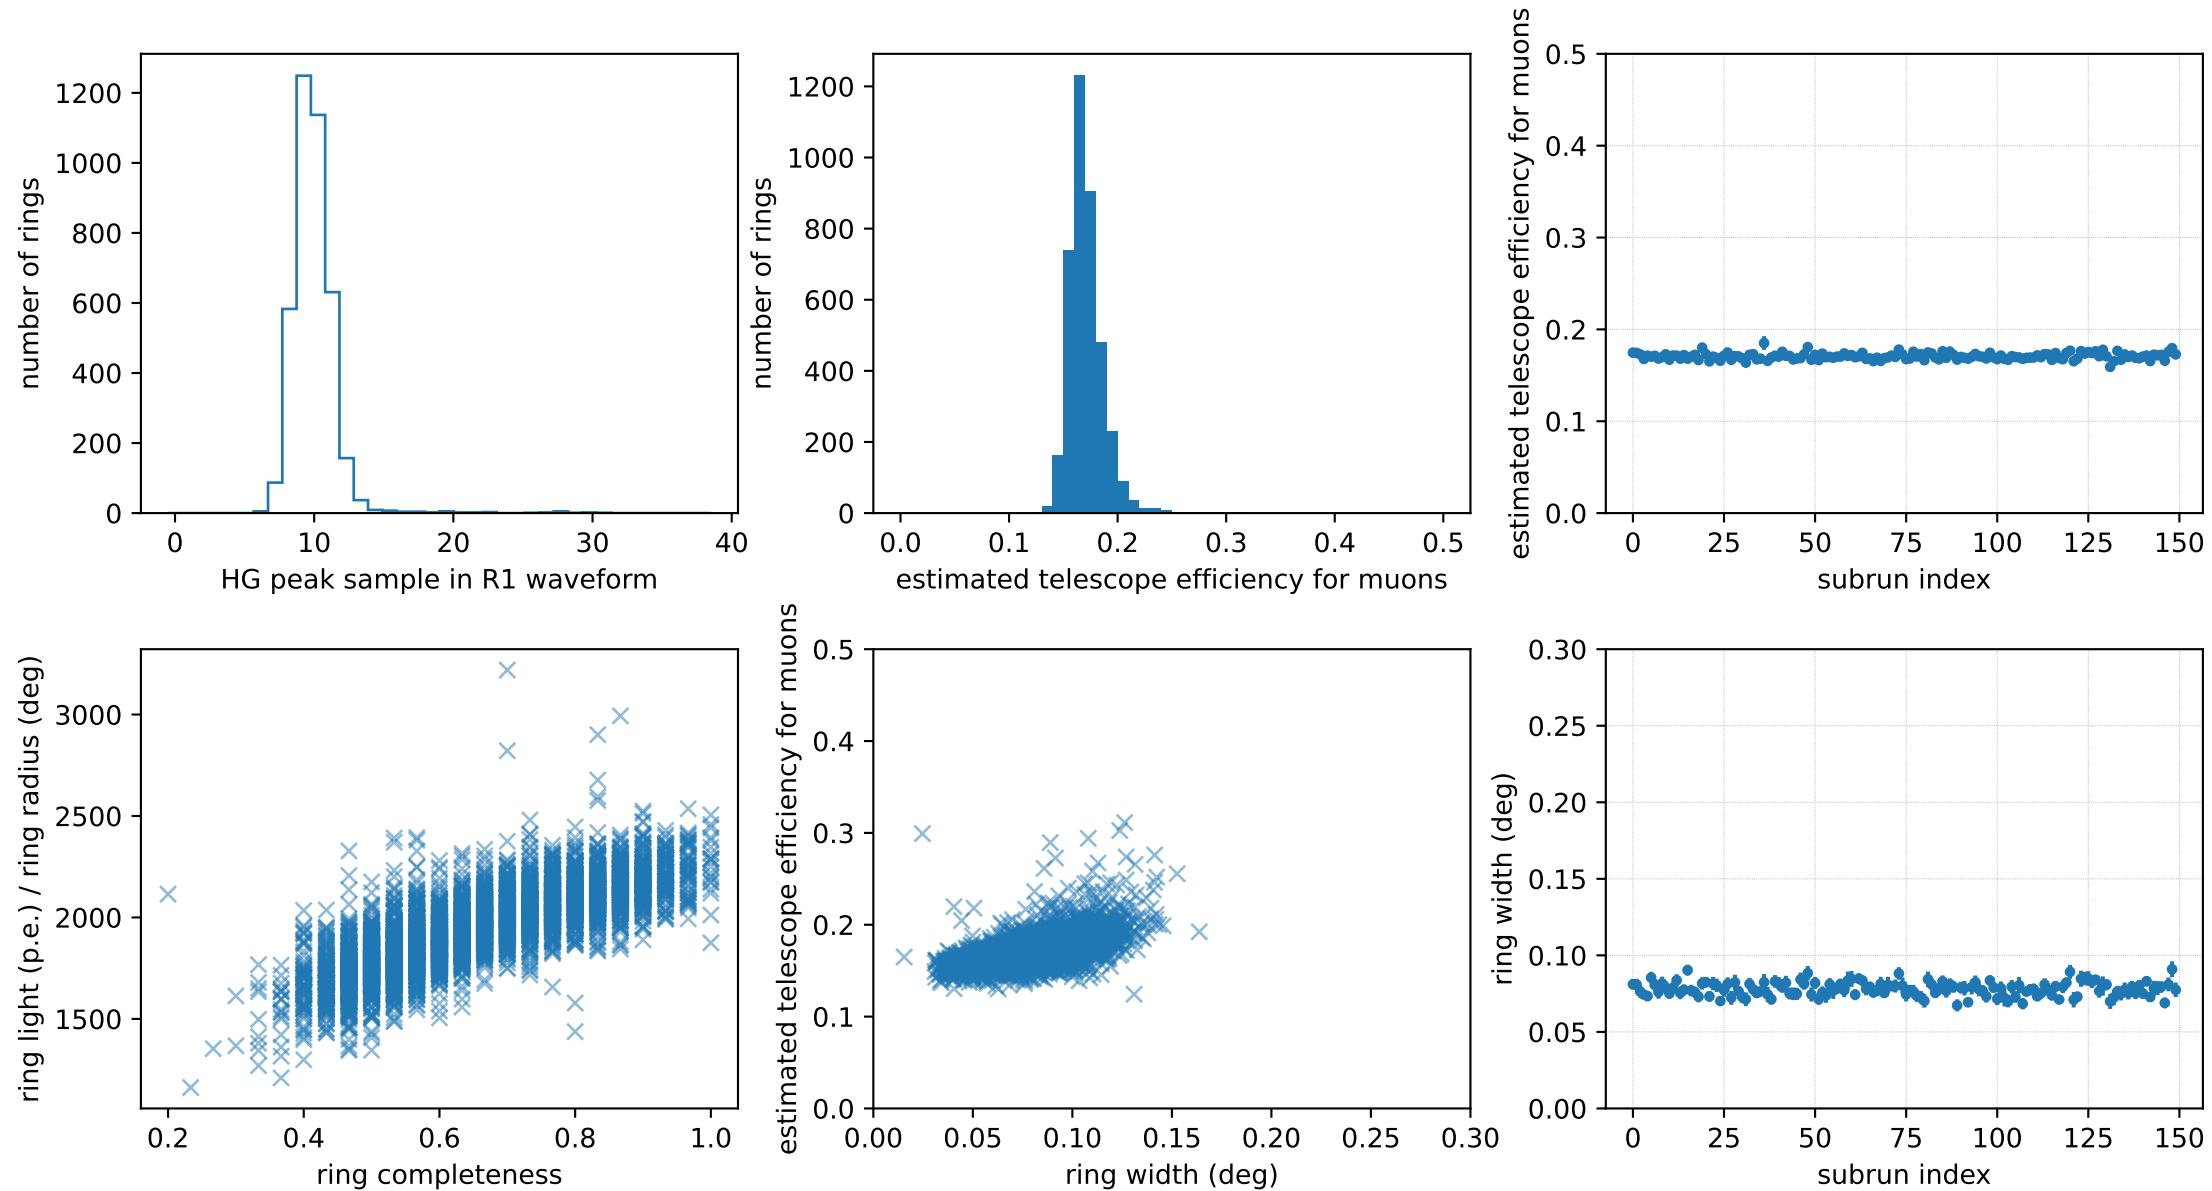 number of rings
1200
1000
800
600
400
200
0
0 10 20 30 40
HG peak sample in R1 waveform
number of rings
1200
1000
800
600
400
200
0
0.0 0.1 0.2 0.3 0.4 0.5
estimated telescope efficiency for muons
estimated telescope efficiency for muons
0.5
0.4
0.3
0.2
0.1
0.0
0 25 50 75 100 125 150
subrun index
ring light (p.e.) / ring radius (deg)
3000
2500
2000
1500
0.2 0.4 0.6 0.8 1.0
ring completeness
estimated telescope efficiency for muons
0.5
0.4
0.3
0.2
0.1
0.0
0.00 0.05 0.10 0.15 0.20 0.25 0.30
ring width (deg)
ring width (deg)
0.30
0.25
0.20
0.15
0.10
0.05
0.00
0 25 50 75 100 125 150
subrun index